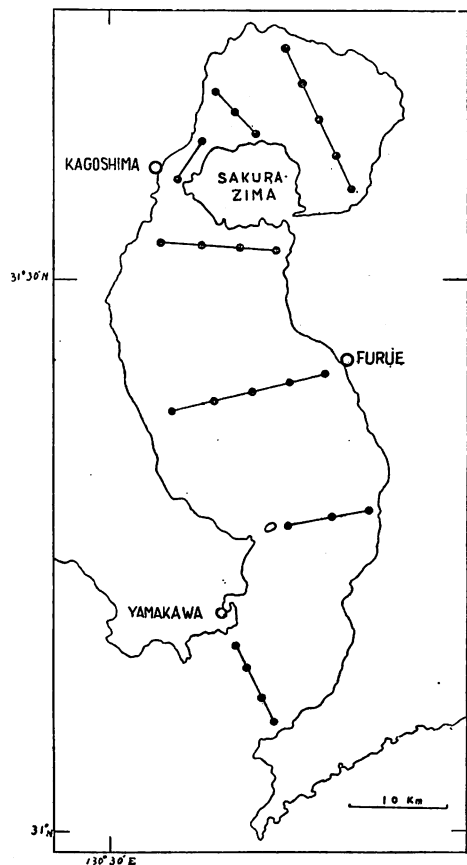 KAGOSHIMA
SAKURA-
ZIMA
31°30'N
FURUE
YAMAKAWA
10 Km
31°N
130°30'E